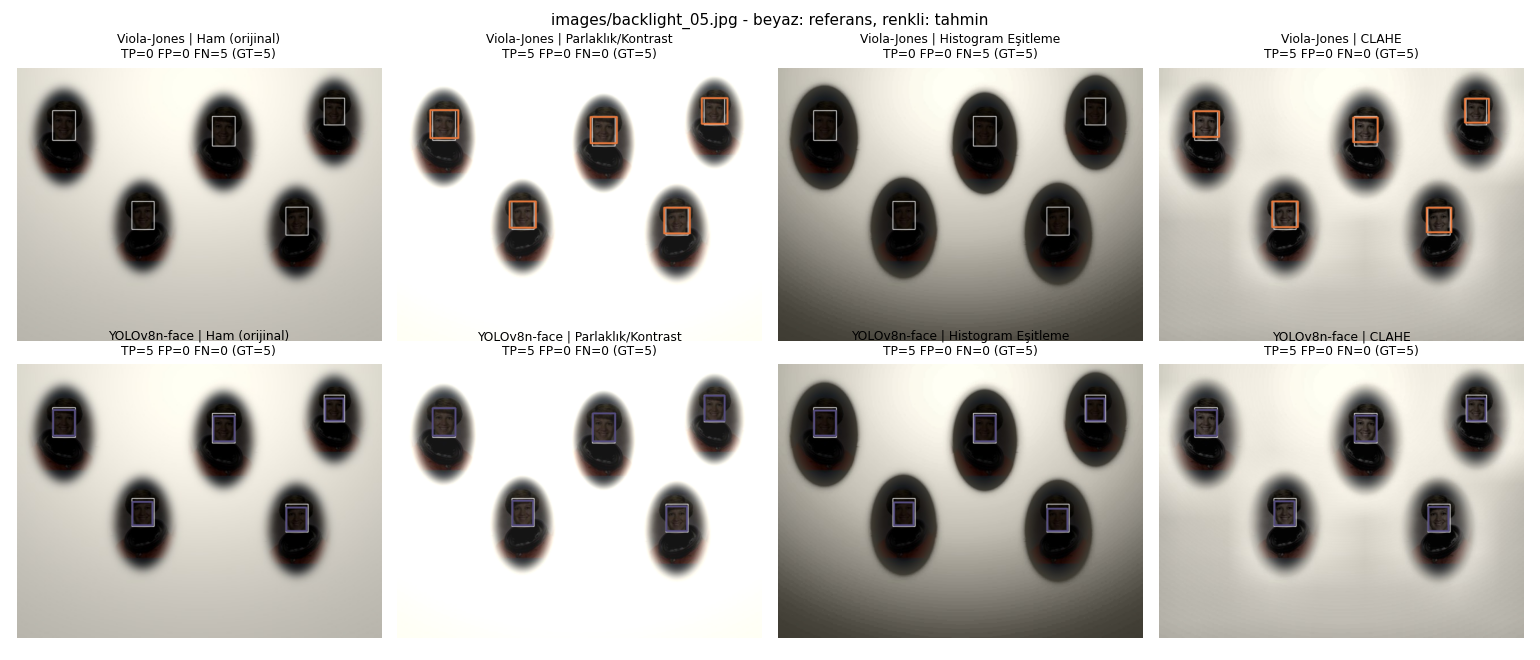 images/backlight_05.jpg - beyaz: referans, renkli: tahmin
Viola-Jones | Ham (orijinal)
TP=0 FP=0 FN=5 (GT=5)
Viola-Jones | Parlaklık/Kontrast
TP=5 FP=0 FN=0 (GT=5)
Viola-Jones | Histogram Eşitleme
TP=0 FP=0 FN=5 (GT=5)
Viola-Jones | CLAHE
TP=5 FP=0 FN=0 (GT=5)
YOLOv8n-face | Ham (orijinal)
TP=5 FP=0 FN=0 (GT=5)
YOLOv8n-face | Parlaklık/Kontrast
TP=5 FP=0 FN=0 (GT=5)
YOLOv8n-face | Histogram Eşitleme
TP=5 FP=0 FN=0 (GT=5)
YOLOv8n-face | CLAHE
TP=5 FP=0 FN=0 (GT=5)